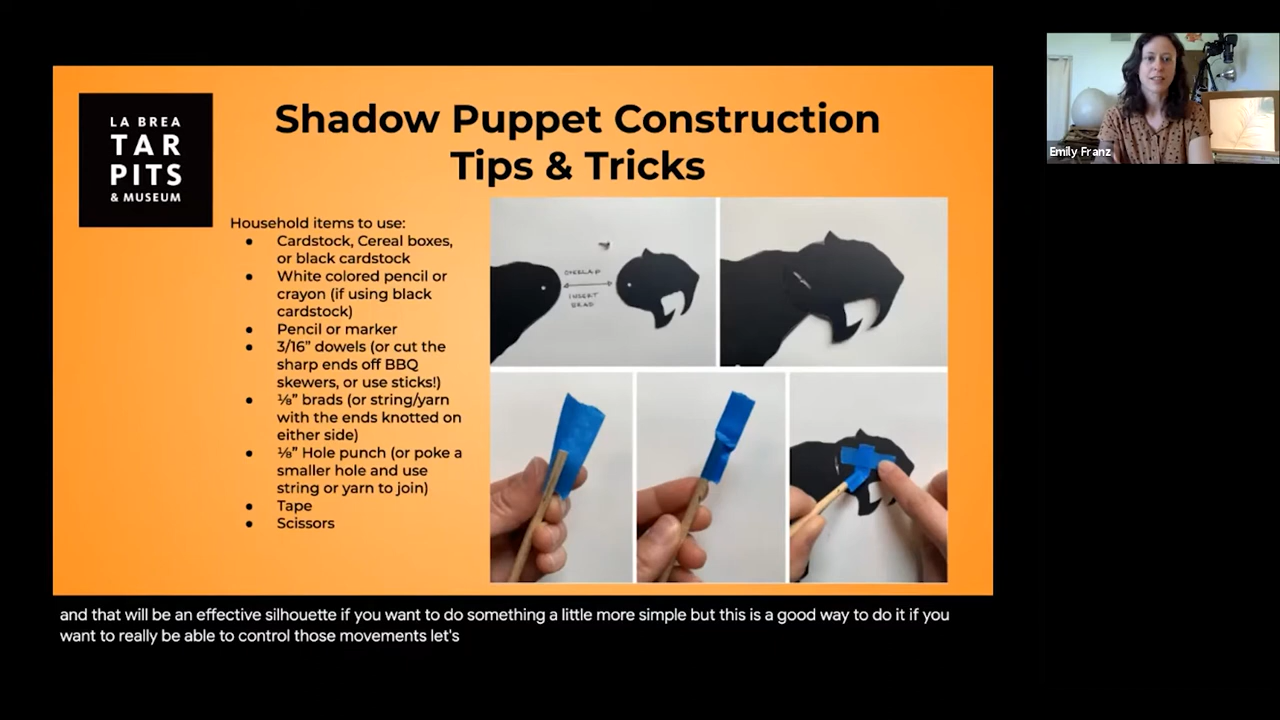 LA BREA
TAR
PITS
& MUSEUM
Shadow Puppet Construction
Tips & Tricks
Household items to use:
● Cardstock, Cereal boxes,
or black cardstock
● White colored pencil or
crayon (if using black
cardstock)
● Pencil or marker
● 3/16” dowels (or cut the
sharp ends off BBQ
skewers, or use sticks!)
● ⅛” brads (or string/yarn
with the ends knotted on
either side)
● ⅛” Hole punch (or poke a
smaller hole and use
string or yarn to join)
● Tape
● Scissors
OVERLAP
INSERT
BRAD
Emily Franz
and that will be an effective silhouette if you want to do something a little more simple but this is a good way to do it if you
want to really be able to control those movements let's